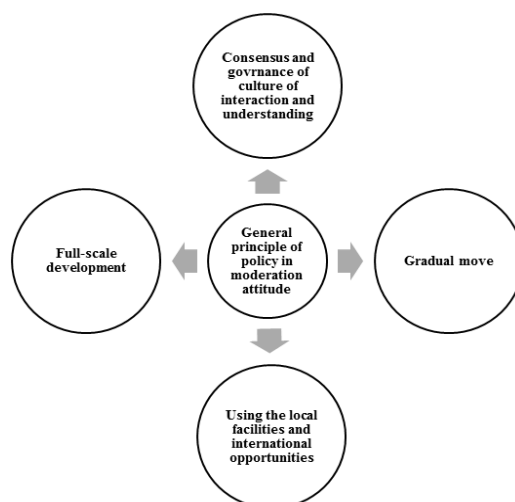 Consensus and
govrnance of
culture of
interaction and
understanding
Full-scale
development
General
principle of
policy in
moderation
attitude
Gradual move
Using the local
facilities and
international
opportunities